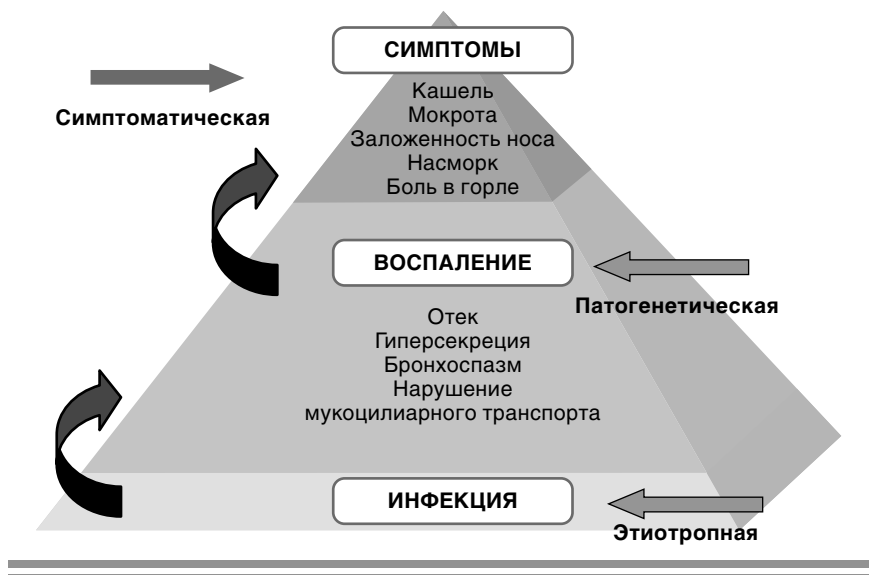 СИМПТОМЫ
Кашель
Мокрота
Заложенность носа
Насморк
Боль в горле
Симптоматическая
ВОСПАЛЕНИЕ
Патогенетическая
Отек
Гиперсекреция
Бронхоспазм
Нарушение
мукоцилиарного транспорта
ИНФЕКЦИЯ
Этиотропная